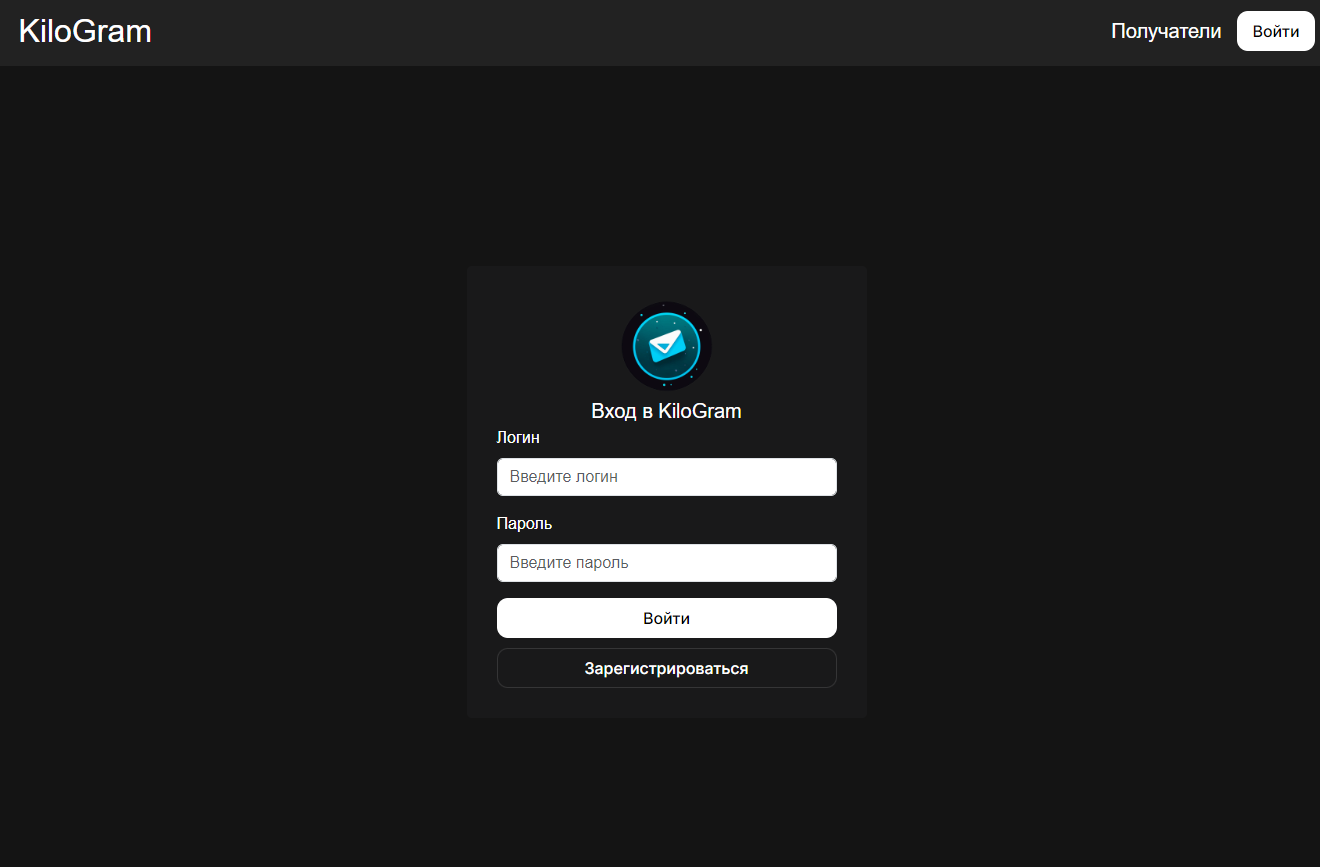 KiloGram
Получатели
Войти
Вход в KiloGram
Логин
Введите логин
Пароль
Введите пароль
Войти
Зарегистрироваться